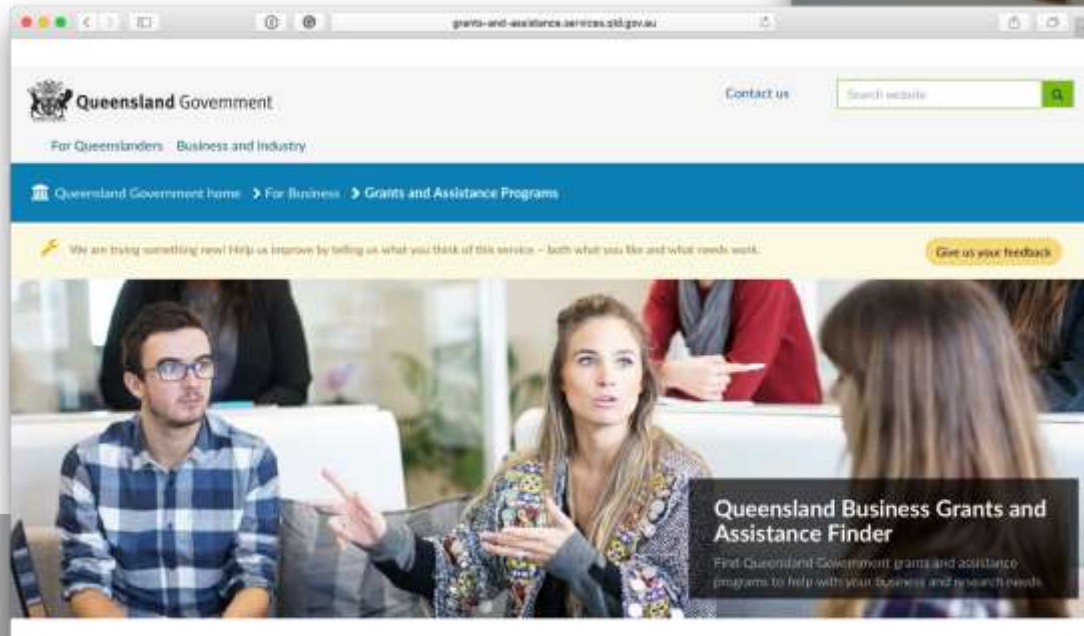 grants-and-assistance.services.qld.gov.au
Queensland Government
Contact us
Search website
For Queenslanders Business and Industry
Queensland Government home > For Business > Grants and Assistance Programs
We are trying something new! Help us improve by telling us what you think of this service – both what you like and what needs work.
Give us your feedback
Queensland Business Grants and
Assistance Finder
Find Queensland Government grants and assistance
programs to help with your business and research needs